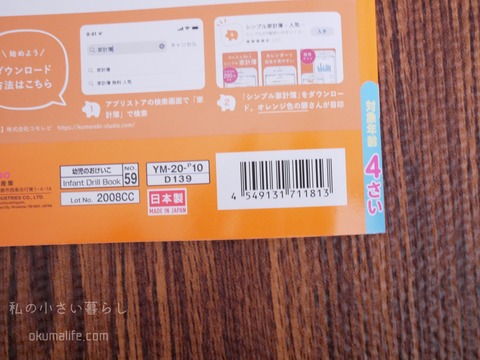 始めよう
ダウンロード
方法はこちら
家計簿
キャンセル
家計簿
家計簿 無料 人気
シンプル家計簿 - 人気…
入手
1 アプリストアの検索画面で「家
計簿」で検索
2 「シンプル家計簿」をダウンロ
ード。オレンジ色の顔さんが目印
株式会社コモレビ https://komorebi-studio.com/
対象年齢
4さい
幼児のおけいこ
Infant Drill Book
NO.
59
Lot No. 2008CC
YM-20-'10
D139
日本製
MADE IN JAPAN
4 549131 711813
私の小さい暮らし
okumalife.com